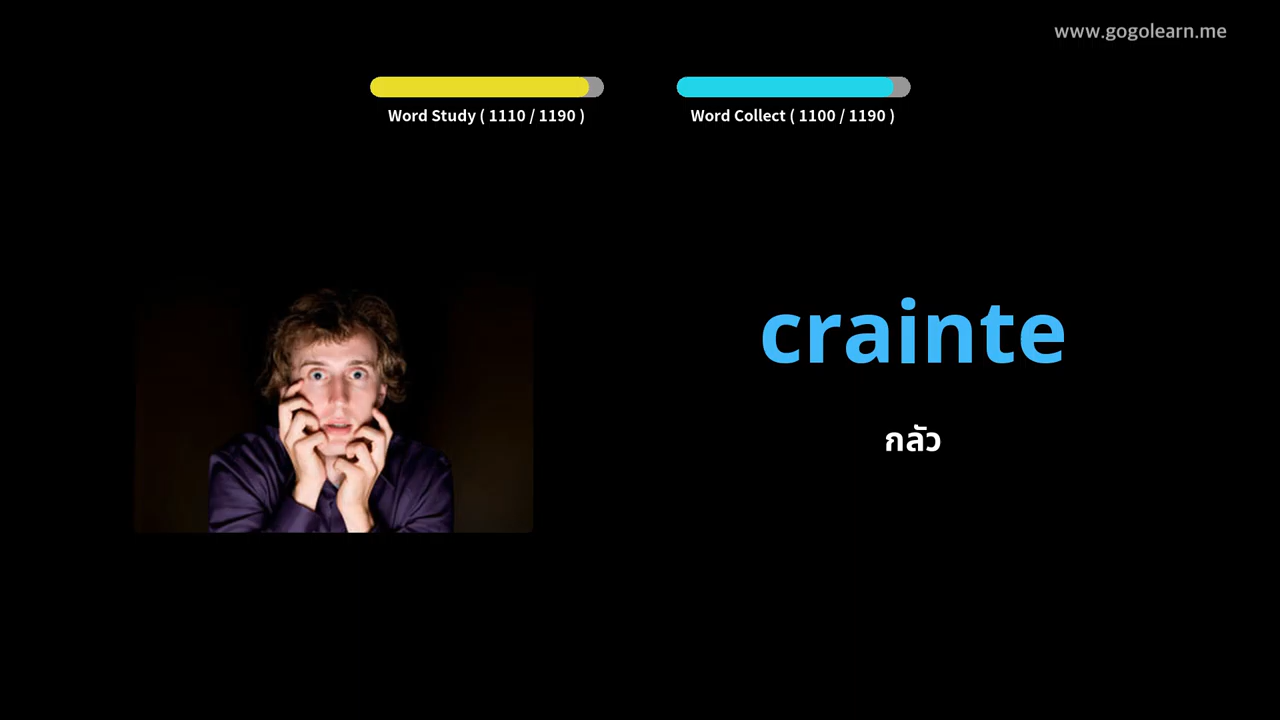 www.gogolearn.me
Word Study ( 1110 / 1190 )
Word Collect ( 1100 / 1190 )
crainte
กลัว